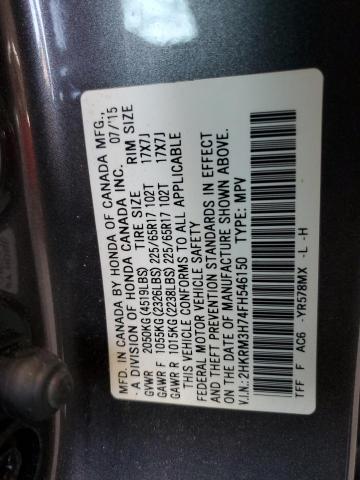 MFD. IN CANADA BY HONDA OF CANADA MFG.,
- A DIVISION OF HONDA CANADA INC. 07/15
TIRE SIZE RIM SIZE
GVWR 2050KG(4519LBS)
GAWR F 1055KG(2326LBS) 225/65R17 102T 17X7J
GAWR R 1015KG(2238LBS) 225/65R17 102T 17X7J
THIS VEHICLE CONFORMS TO ALL APPLICABLE
FEDERAL MOTOR VEHICLE SAFETY
AND THEFT PREVENTION STANDARDS IN EFFECT
ON THE DATE OF MANUFACTURE SHOWN ABOVE.
V.I.N.: 2HKRM3H74FH546150 TYPE: MPV
TFF F AC6 -YR578MX -L -H